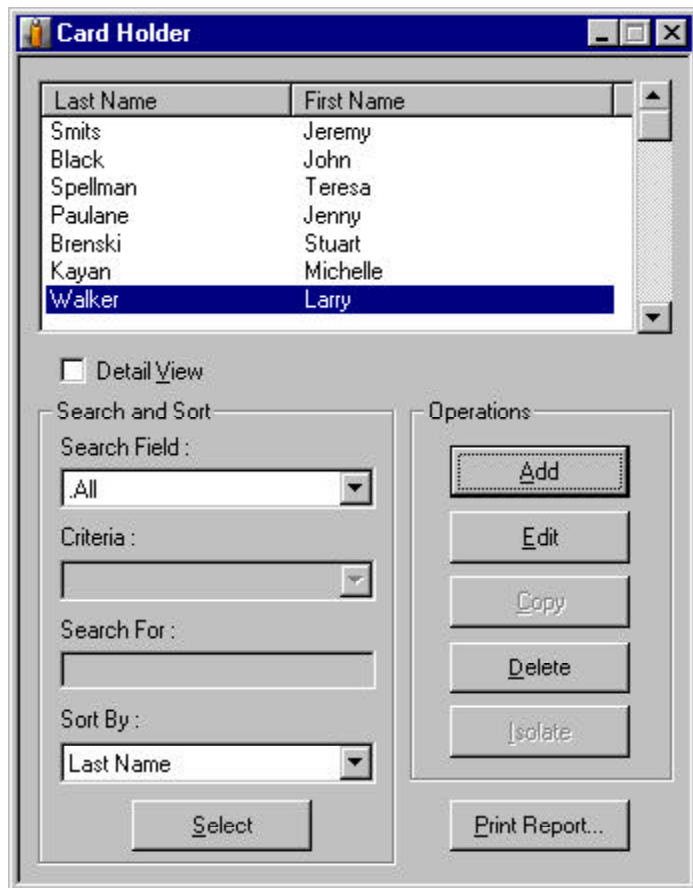 Card Holder
Last Name First Name
Smits Jeremy
Black John
Spellman Teresa
Paulane Jenny
Brenski Stuart
Kayan Michelle
Walker Larry
Detail View
Search and Sort
Search Field :
.All
Criteria :
Search For :
Sort By :
Last Name
Select
Operations
Add
Edit
Copy
Delete
Isolate
Print Report...